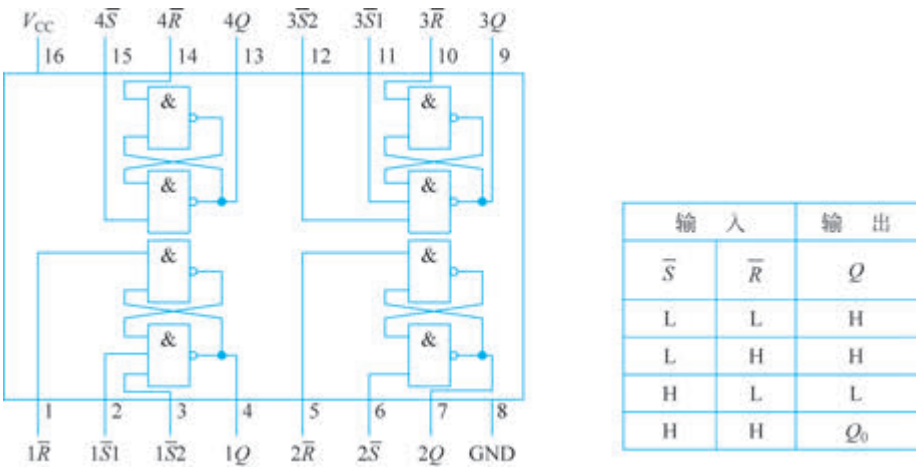 V_CC 4S̅ 4R̅ 4Q 3S̅2 3S̅1 3R̅ 3Q
16 15 14 13 12 11 10 9
& &
& &
& &
& &
1 2 3 4 5 6 7 8
1R̅ 1S̅1 1S̅2 1Q 2R̅ 2S̅ 2Q GND
输 入 输 出
S̅ R̅ Q
L L H
L H H
H L L
H H Q₀